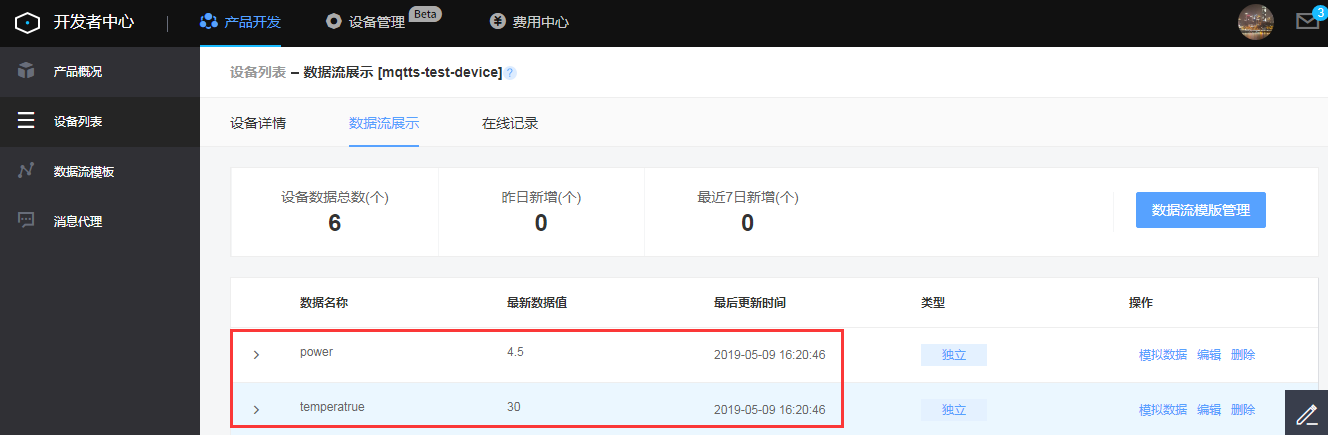 开发者中心
产品开发
设备管理 Beta
费用中心
3
产品概况
设备列表
数据流模板
消息代理
设备列表 – 数据流展示 [mqtts-test-device] ?
设备详情 数据流展示 在线记录
设备数据总数(个) 昨日新增(个) 最近7日新增(个)
6 0 0
数据流模版管理
数据名称 最新数据值 最后更新时间 类型 操作
power 4.5 2019-05-09 16:20:46 独立 模拟数据 编辑 删除
temperatrue 30 2019-05-09 16:20:46 独立 模拟数据 编辑 删除